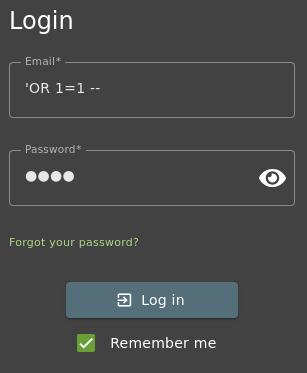 Login
Email*
'OR 1=1 --
Password*
●●●●
Forgot your password?
Log in
Remember me